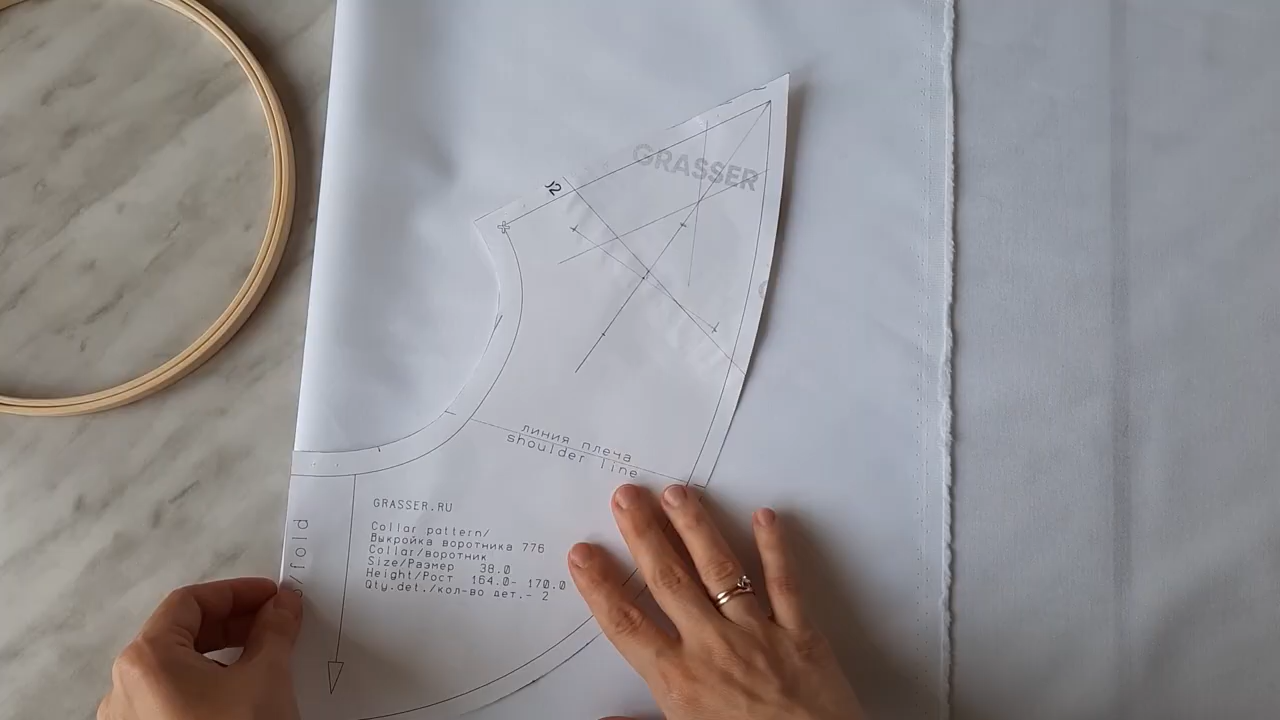 GRASSER
линия плеча
shoulder line
GRASSER.RU
Collar pattern/
Выкройка воротника 776
Collar/воротник
Size/Размер 38.0
Height/Рост 164.0- 170.0
Qty.det./кол-во дет.- 2
/fold